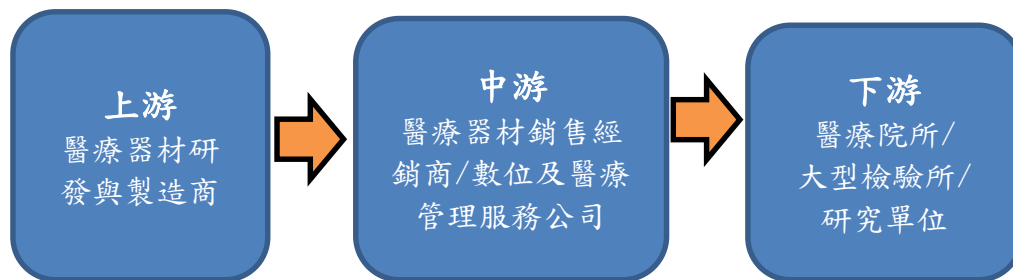 上游
醫療器材研
發與製造商
中游
醫療器材銷售經
銷商/數位及醫療
管理服務公司
下游
醫療院所/
大型檢驗所/
研究單位